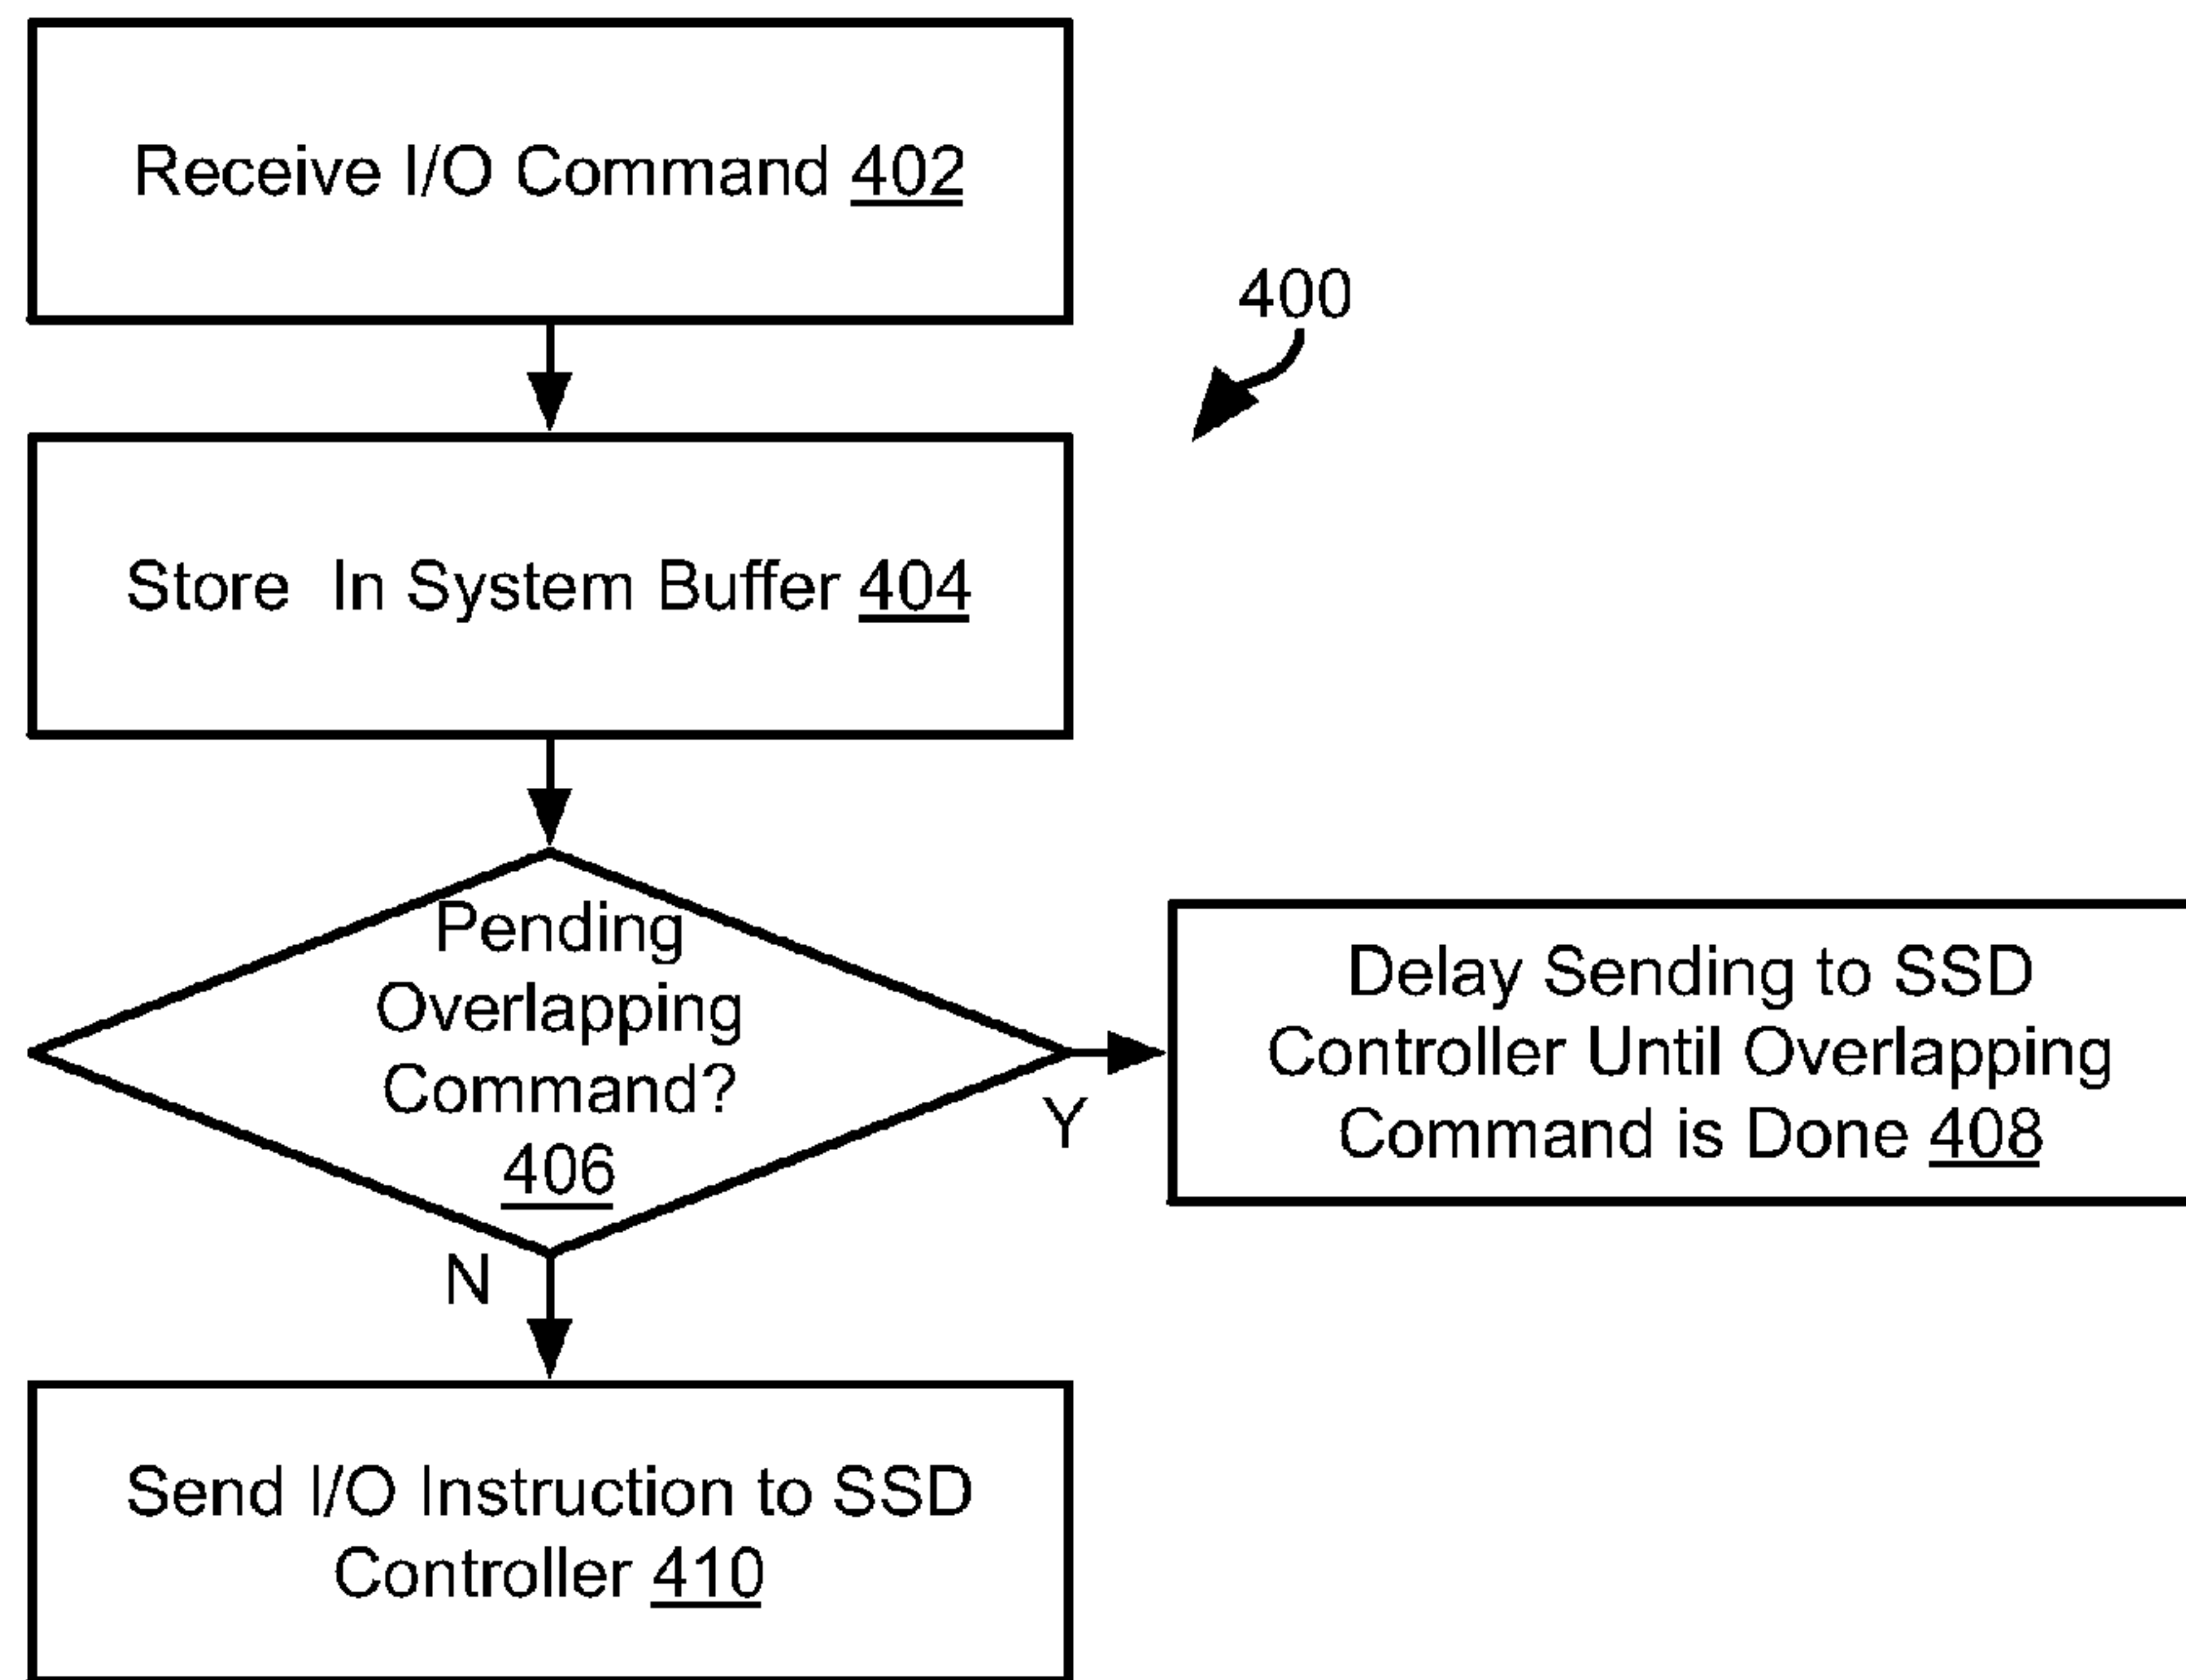 Receive I/O Command 402
400
Store In System Buffer 404
Pending
Overlapping
Command?
406
Y
Delay Sending to SSD
Controller Until Overlapping
Command is Done 408
N
Send I/O Instruction to SSD
Controller 410